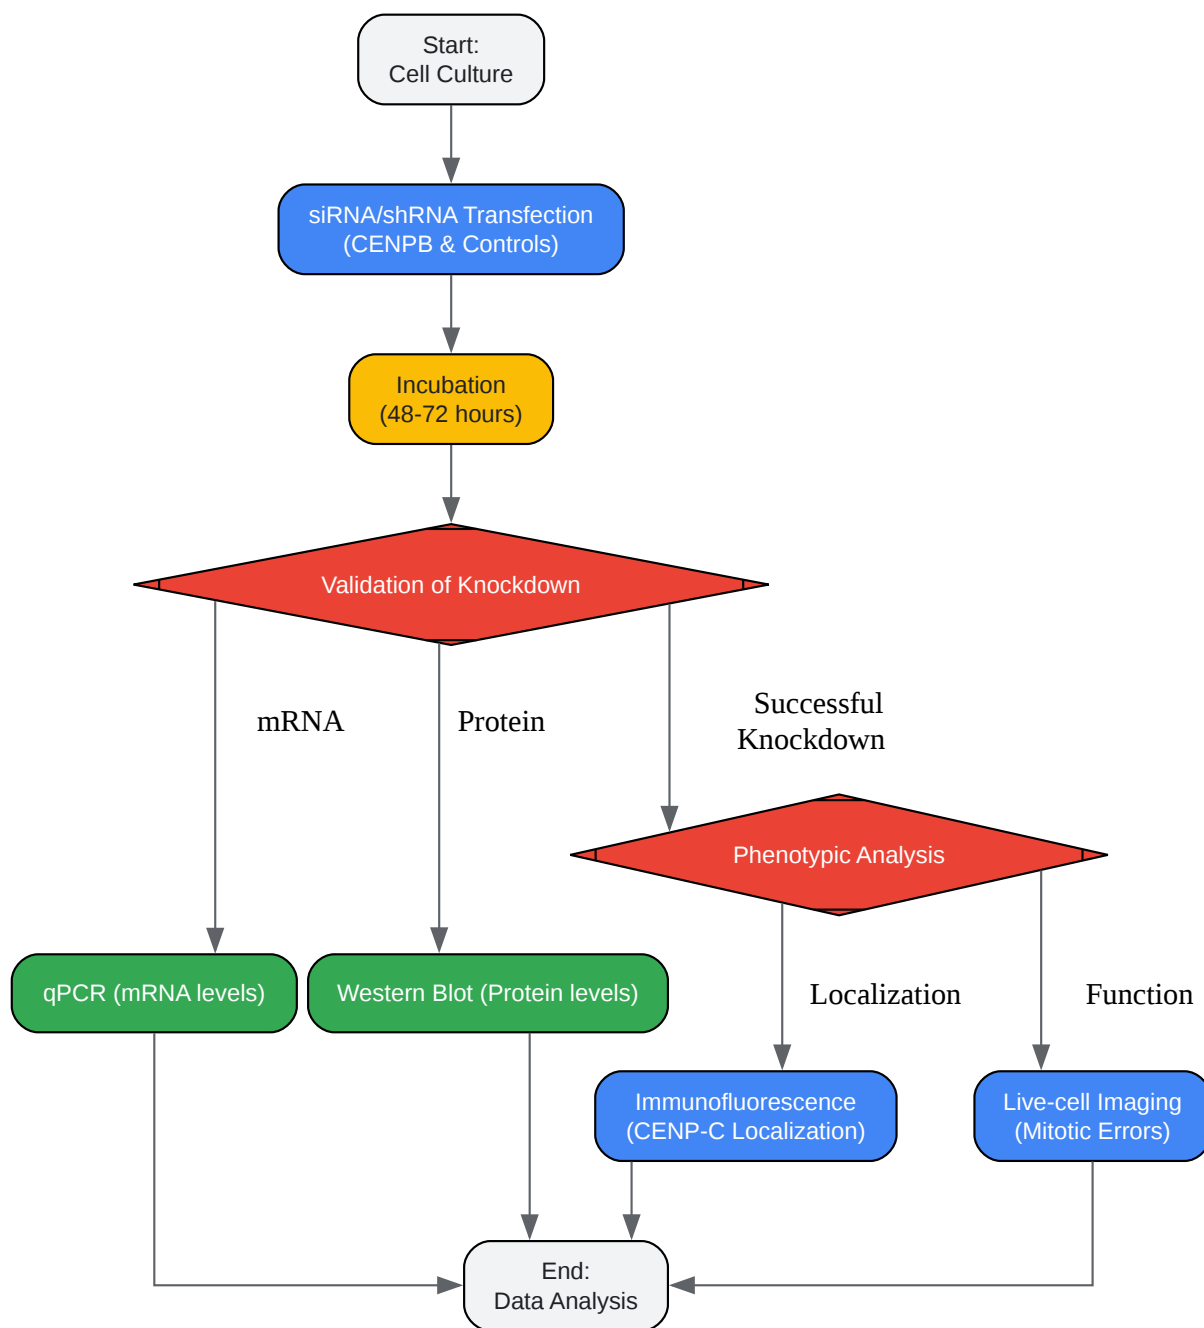 Start:
Cell Culture
siRNA/shRNA Transfection
(CENPB & Controls)
Incubation
(48-72 hours)
Validation of Knockdown
mRNA
Protein
Successful
Knockdown
Phenotypic Analysis
qPCR (mRNA levels)
Western Blot (Protein levels)
Localization
Function
Immunofluorescence
(CENP-C Localization)
Live-cell Imaging
(Mitotic Errors)
End:
Data Analysis